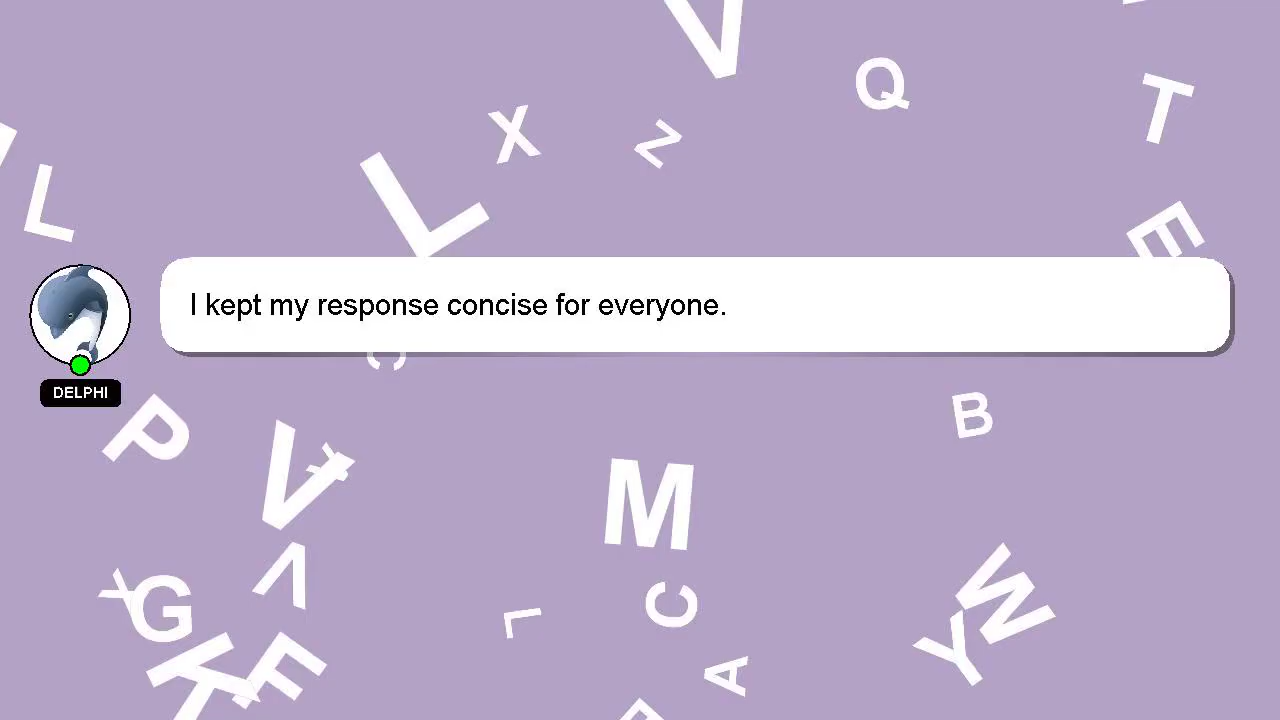 V
Q
T
X
Z
L
L
E
I kept my response concise for everyone.
DELPHI
C
B
P
V
M
V
W
X
G
C
L
Y
K
F
A